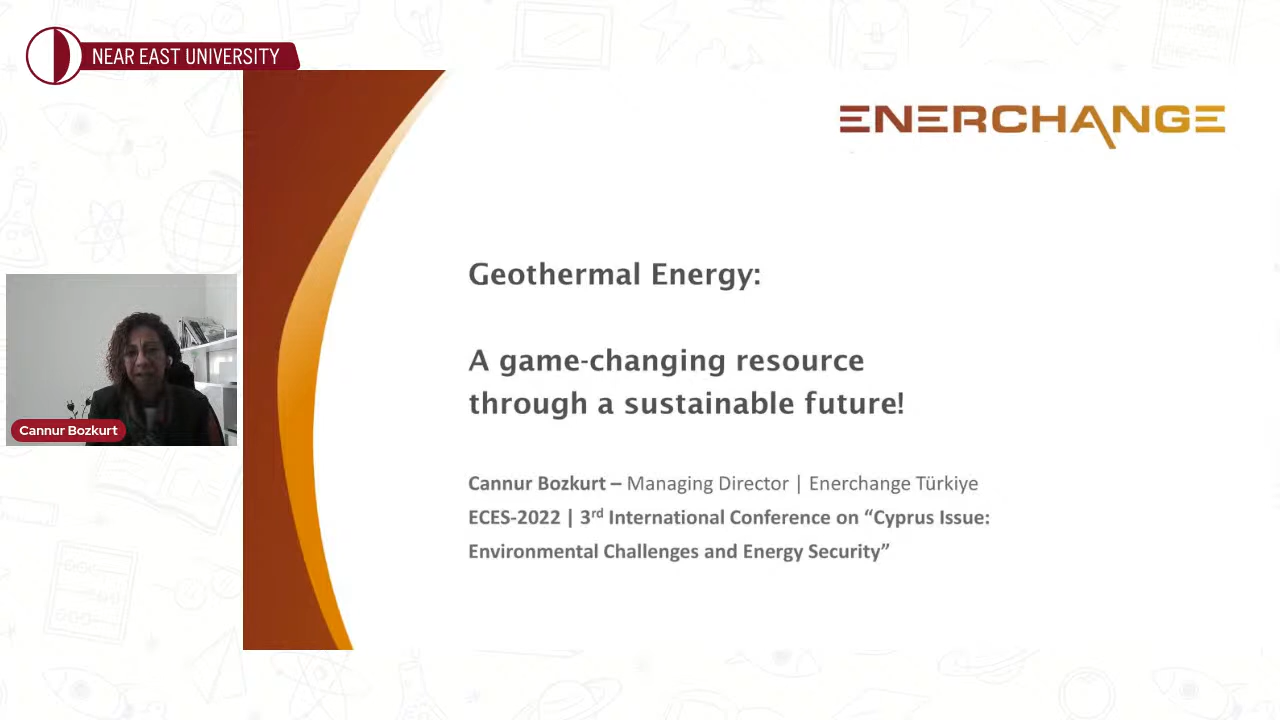 NEAR EAST UNIVERSITY
ENERCHANGE
Geothermal Energy:
A game-changing resource
through a sustainable future!
Cannur Bozkurt – Managing Director | Enerchange Türkiye
ECES-2022 | 3rd International Conference on “Cyprus Issue:
Environmental Challenges and Energy Security”
Cannur Bozkurt